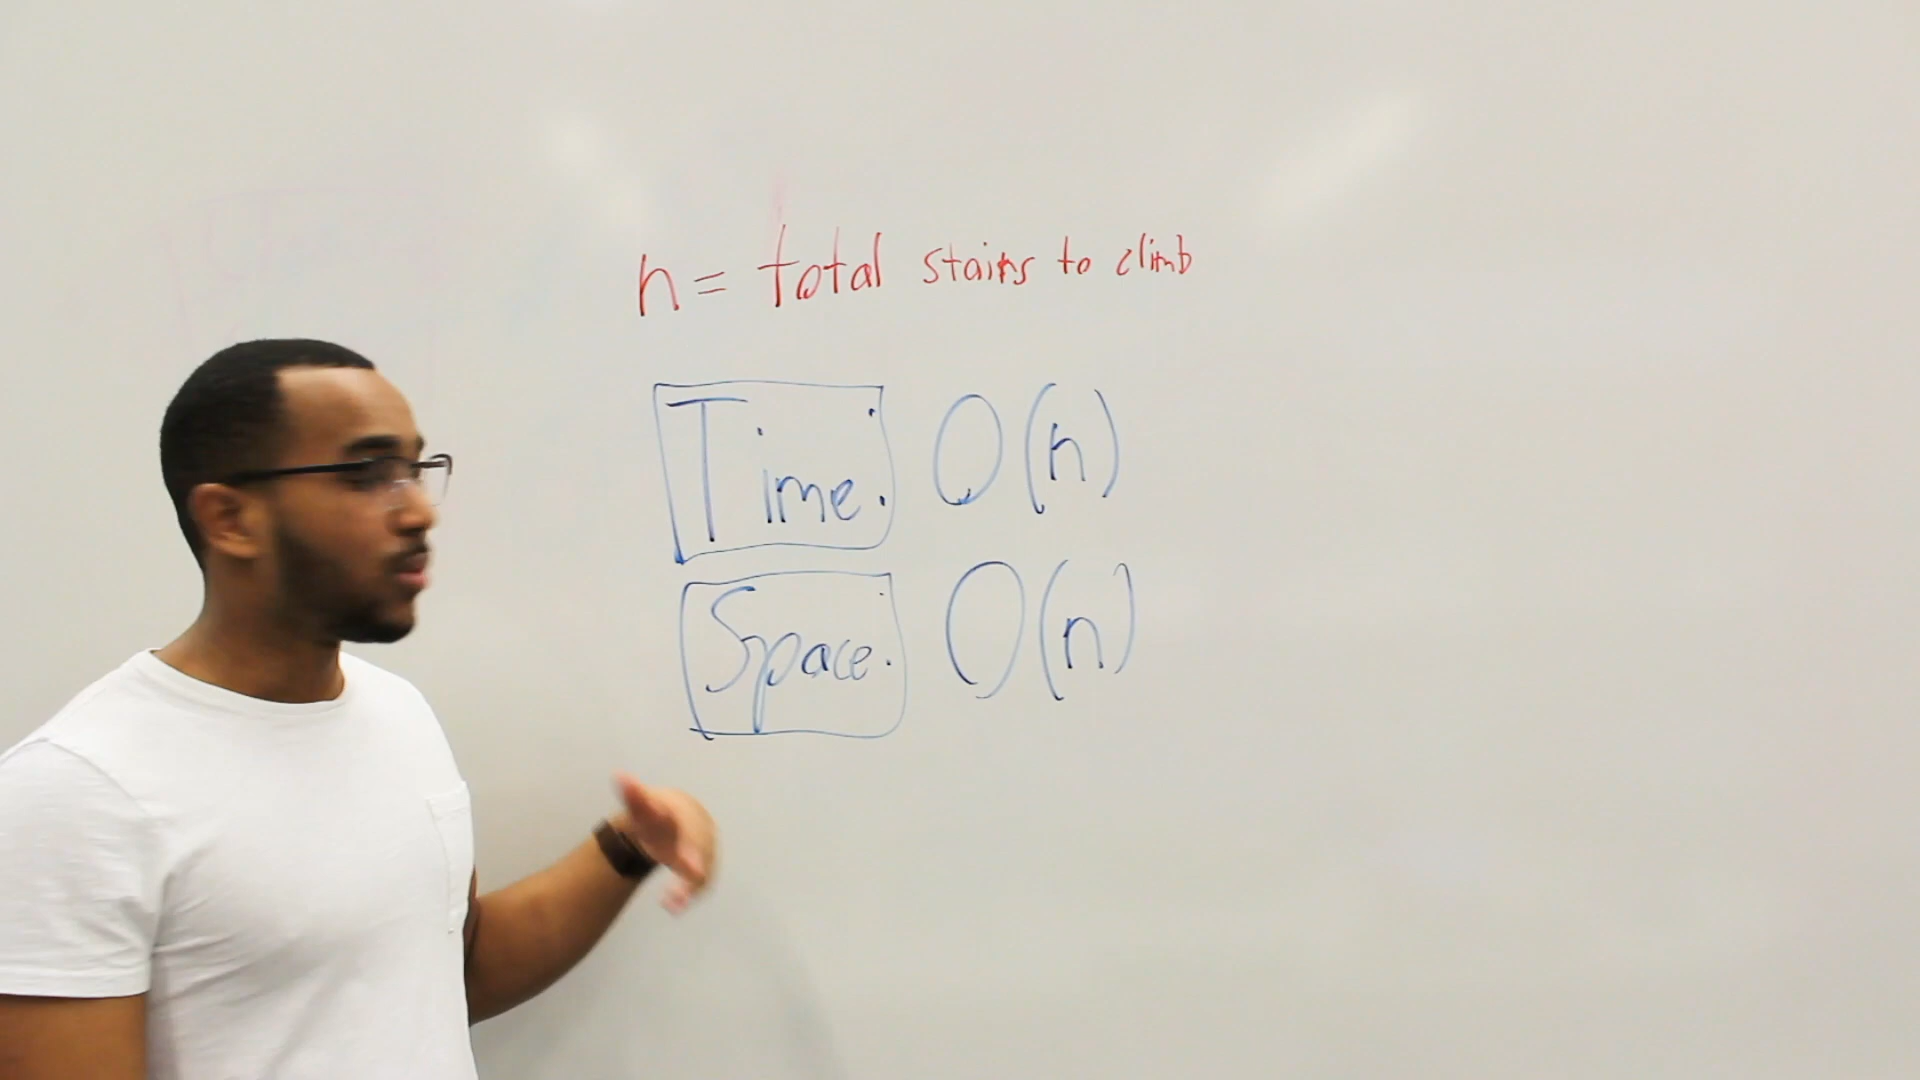 n = total stairs to climb
Time. O(n)
Space. O(n)